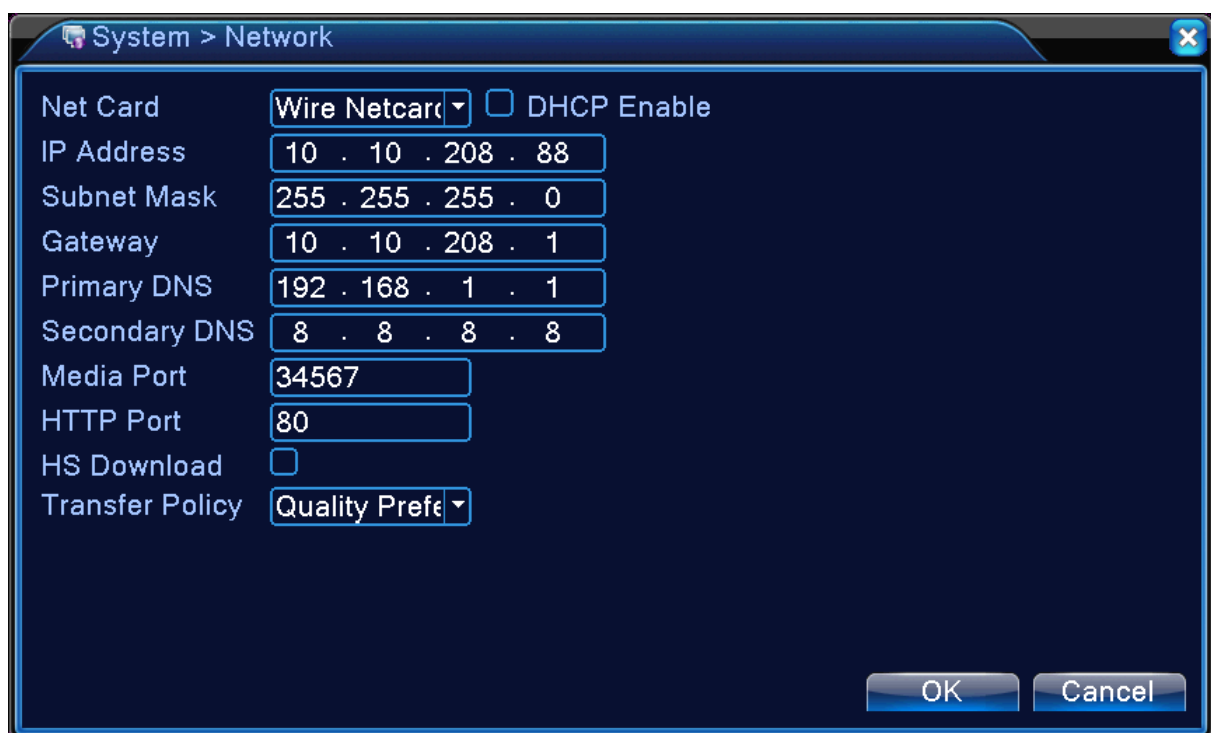 System > Network
Net Card Wire Netcard DHCP Enable
IP Address 10 . 10 . 208 . 88
Subnet Mask 255 . 255 . 255 . 0
Gateway 10 . 10 . 208 . 1
Primary DNS 192 . 168 . 1 . 1
Secondary DNS 8 . 8 . 8 . 8
Media Port 34567
HTTP Port 80
HS Download
Transfer Policy Quality Prefe
OK Cancel